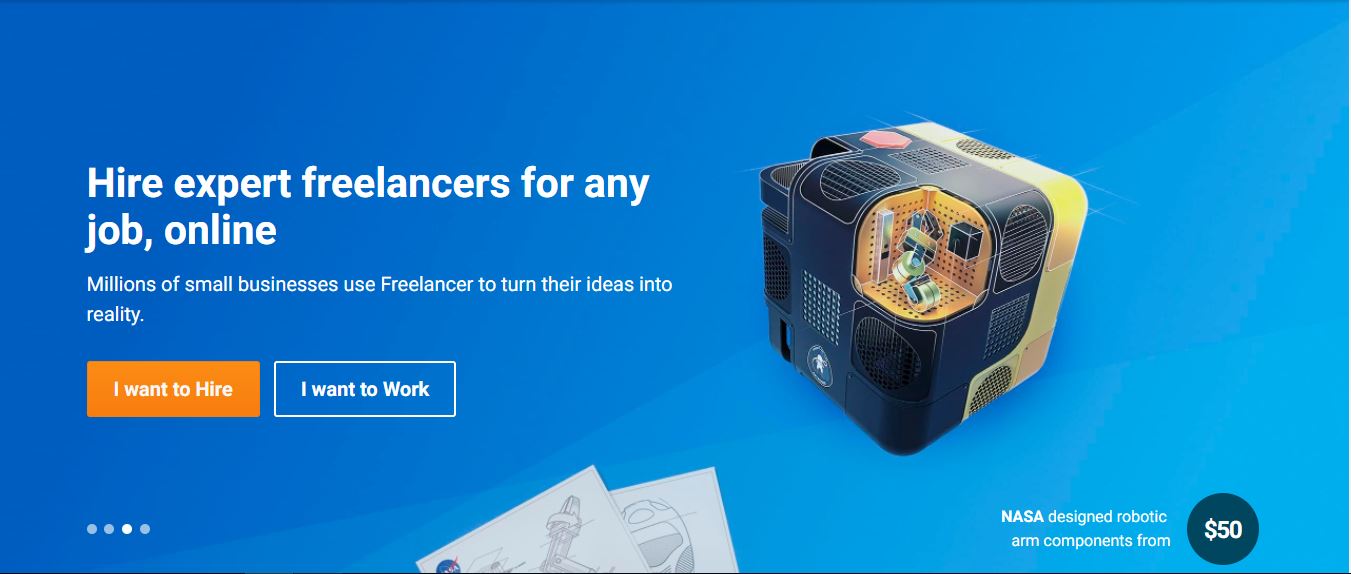 Hire expert freelancers for any
job, online
Millions of small businesses use Freelancer to turn their ideas into
reality.
I want to Hire
I want to Work
NASA designed robotic
arm components from
$50